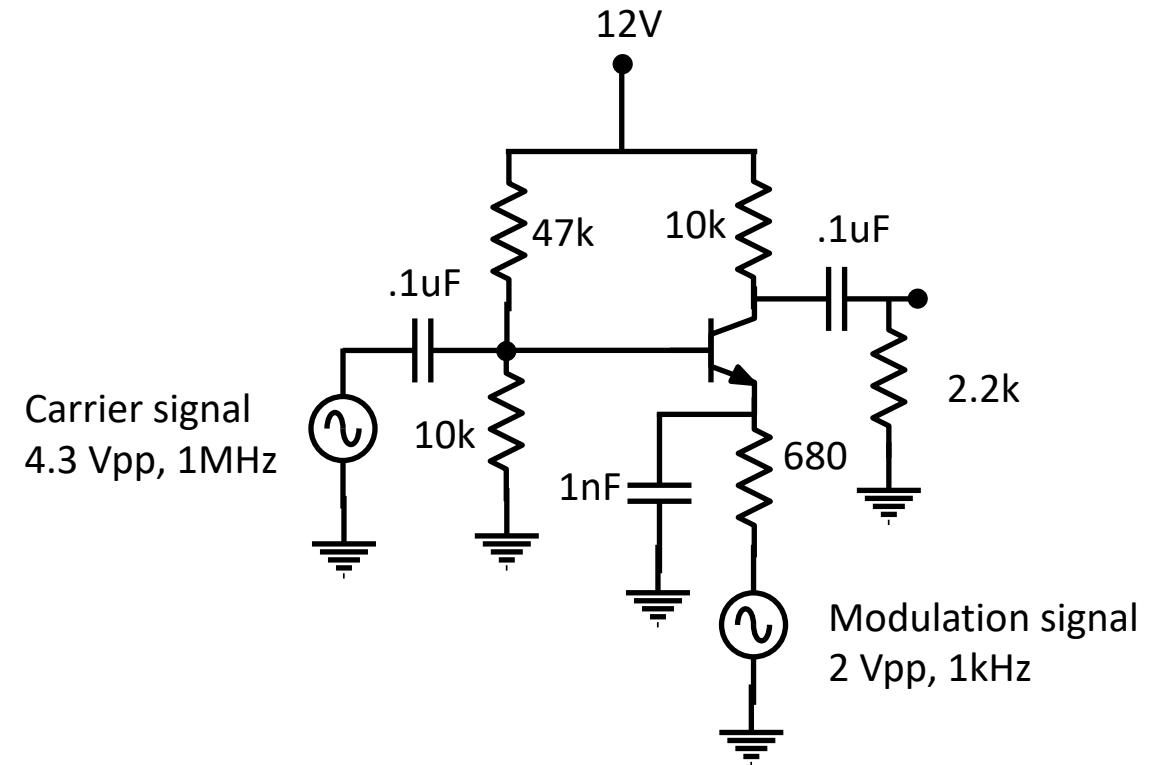 12V
47k
10k
.1uF
.1uF
Carrier signal
4.3 Vpp, 1MHz
10k
2.2k
680
1nF
Modulation signal
2 Vpp, 1kHz